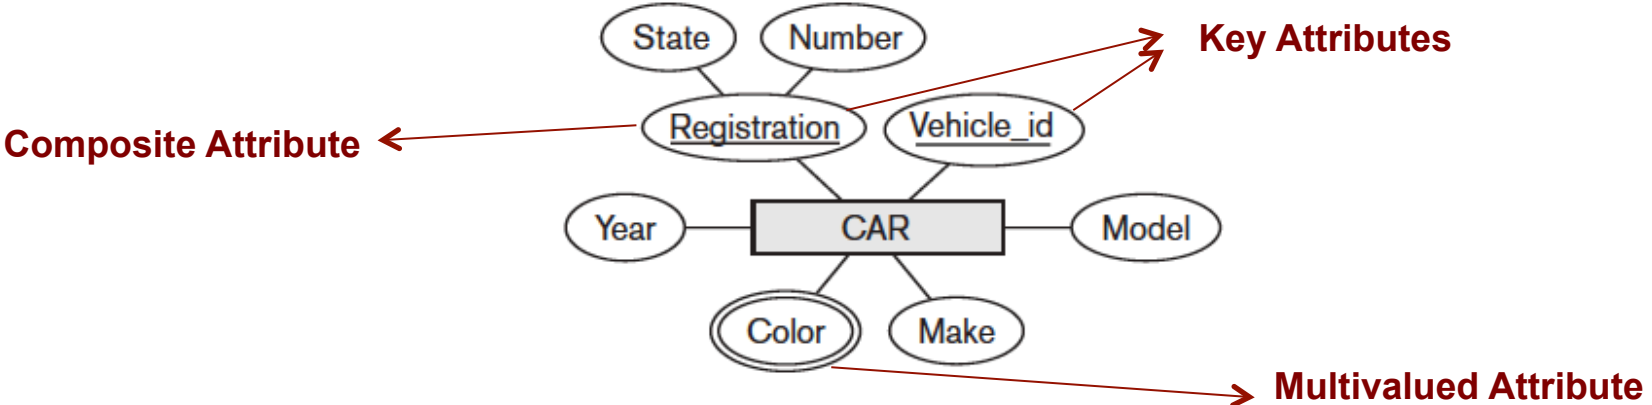 State
Number
Key Attributes
Composite Attribute
Registration
Vehicle_id
Year
CAR
Model
Color
Make
Multivalued Attribute